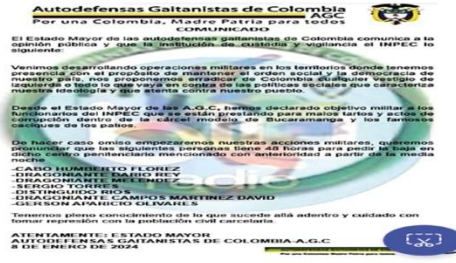 Autodefensas Gaitanistas de Colombia
AGC
Por una Colombia, Madre Patria para todos
COMUNICADO
El Estado Mayor de las autodefensas gaitanistas de Colombia comunica a la
opinión pública y que la institución de custodia y vigilancia el INPEC lo
siguiente:
Venimos desarrollando operaciones militares en los territorios donde tenemos
presencia con el propósito de mantener el orden social y la democracia de
nuestro país, nos proponemos erradicar de Colombia cualquier vestigio de
izquierda o todo lo que vaya en contra de las políticas sociales que caracteriza
nuestra ideología y que atenta contra nuestro pueblo.
Desde el Estado Mayor de las A.G.C, hemos declarado objetivo militar a los
funcionarios del INPEC que se están prestando para malos tartos y actos de
corrupción dentro de la cárcel modelo de Bucaramanga y los famosos
caciques de los patios.
De hacer caso omiso empezaremos nuestras acciones militares, queremos
pronunciar que las siguientes personas tiene 48 horas para pedir la baja en
dicho centro penitenciario mencionado con anterioridad a partir de la media
noche.
-CABO HUMBERTO FLOREZ
-DRAGONANTE DARIO REY
-DRAGONIANTE MELENDEZ
-SERGIO TORRES
-DISTINGUIDO RIOS
-DRAGONIANTE CAMPOS MARTINEZ DAVID
-GERSON APARICIO OLIVARES
Tenemos pleno conocimiento de lo que sucede allá adentro y cuidado con
tomar represión con la población civil carcelaria.
ATENTAMENTE: ESTADO MAYOR
AUTODEFENSAS GAITANISTAS DE COLOMBIA-A.G.C
8 DE ENERO DE 2024